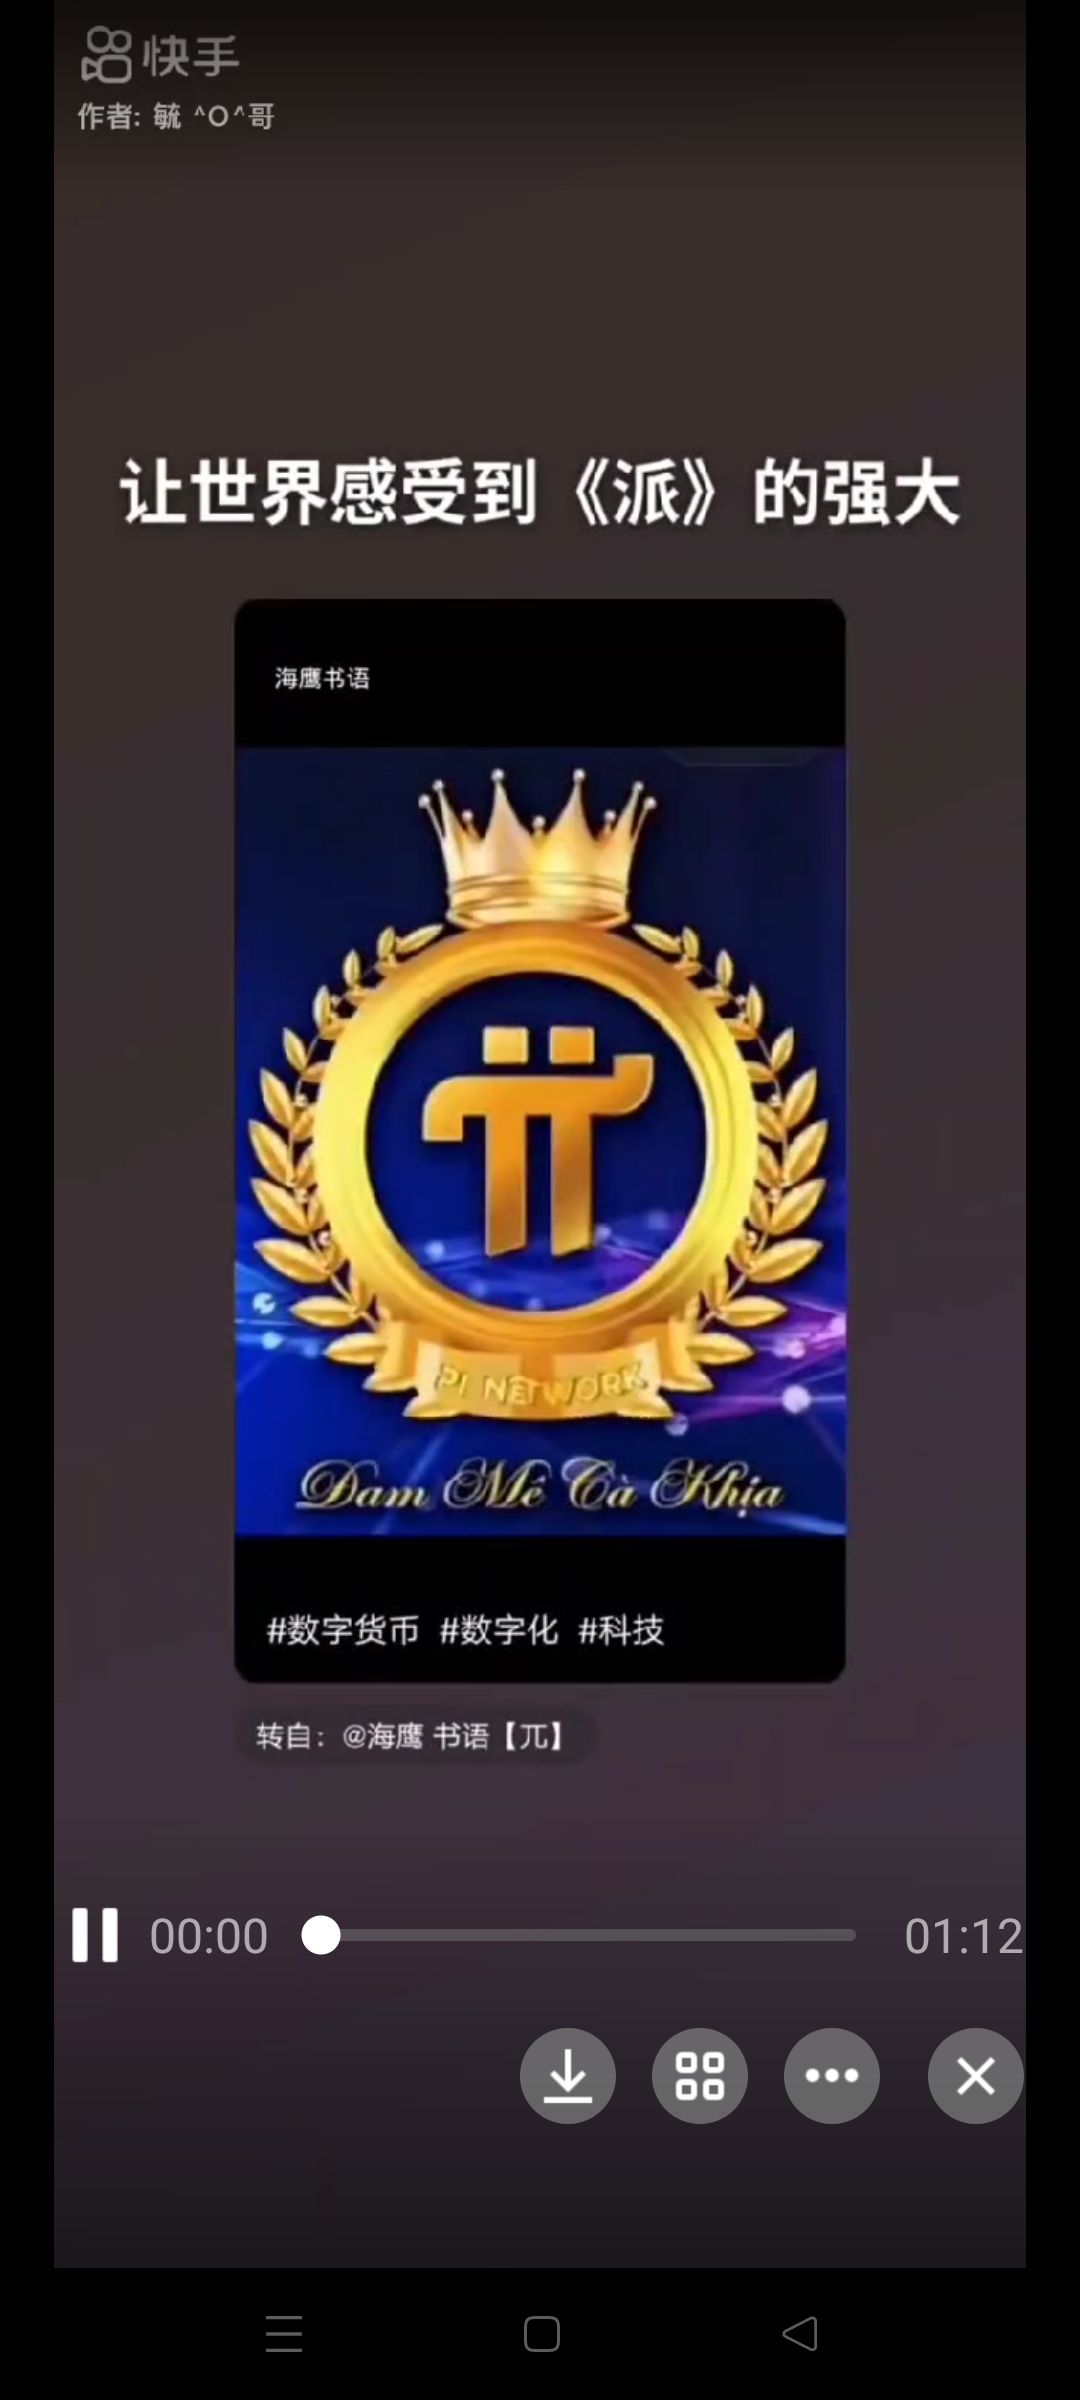 快手
作者: 毓 ^O^哥
让世界感受到《派》的强大
海鹰书语
PI NETWORK
Đam Mê Cà Khịa
#数字货币 #数字化 #科技
转自: @海鹰 书语【兀】
00:00
01:12